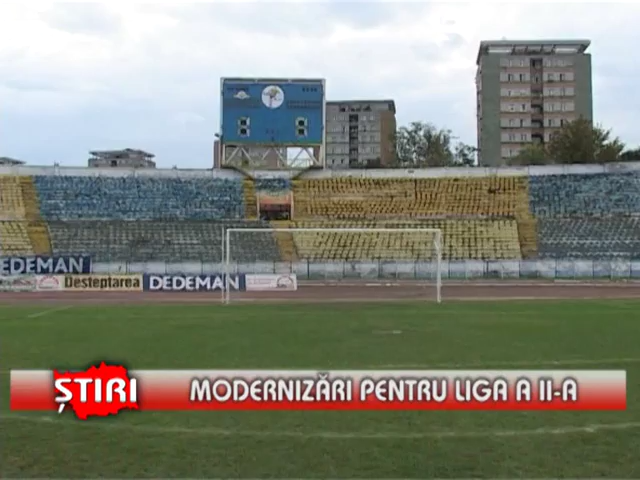 DEDEMAN
Desteptarea
DEDEMAN
ȘTIRI
MODERNIZĂRI PENTRU LIGA A II-A